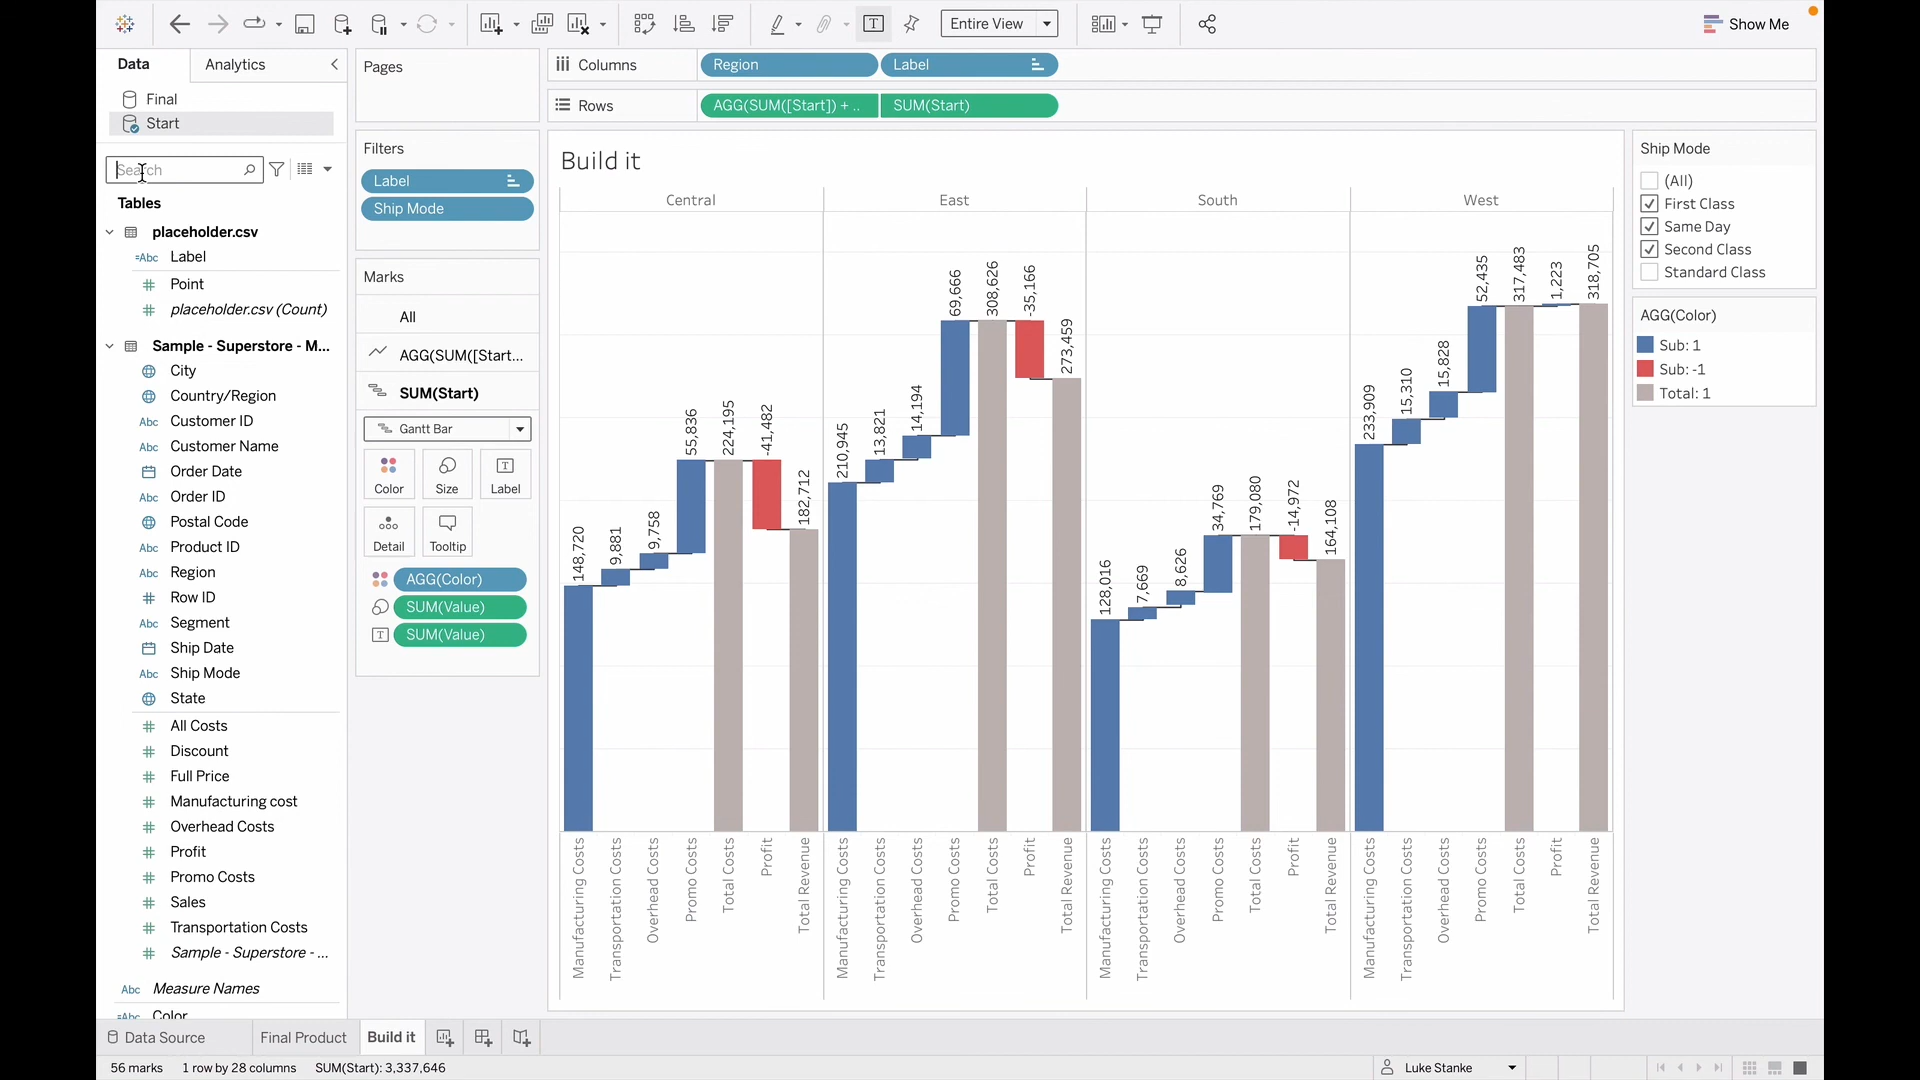 Entire View
Show Me
Data
Analytics
Final
Start
Search
Tables
placeholder.csv
=Abc Label
Point
placeholder.csv (Count)
Sample - Superstore - M...
City
Country/Region
Abc Customer ID
Abc Customer Name
Order Date
Abc Order ID
Postal Code
Abc Product ID
Abc Region
Row ID
Abc Segment
Ship Date
Abc Ship Mode
State
All Costs
Discount
Full Price
Manufacturing cost
Overhead Costs
Profit
Promo Costs
Sales
Transportation Costs
Sample - Superstore - ...
Abc Measure Names
=Abc Color
Pages
Filters
Label
Ship Mode
Marks
All
AGG(SUM([Start...
SUM(Start)
Gantt Bar
Color
Size
Label
Detail
Tooltip
AGG(Color)
SUM(Value)
SUM(Value)
Columns
Region
Label
Rows
AGG(SUM([Start]) + ..
SUM(Start)
Build it
Central
East
South
West
148,720
9,881
9,758
55,836
224,195
-41,482
182,712
210,945
13,821
14,194
69,666
308,626
-35,166
273,459
128,016
7,669
8,626
34,769
179,080
-14,972
164,108
233,909
15,310
15,828
52,435
317,483
1,223
318,705
Manufacturing Costs
Transportation Costs
Overhead Costs
Promo Costs
Total Costs
Profit
Total Revenue
Manufacturing Costs
Transportation Costs
Overhead Costs
Promo Costs
Total Costs
Profit
Total Revenue
Manufacturing Costs
Transportation Costs
Overhead Costs
Promo Costs
Total Costs
Profit
Total Revenue
Manufacturing Costs
Transportation Costs
Overhead Costs
Promo Costs
Total Costs
Profit
Total Revenue
Ship Mode
(All)
First Class
Same Day
Second Class
Standard Class
AGG(Color)
Sub: 1
Sub: -1
Total: 1
Data Source
Final Product
Build it
56 marks
1 row by 28 columns
SUM(Start): 3,337,646
Luke Stanke